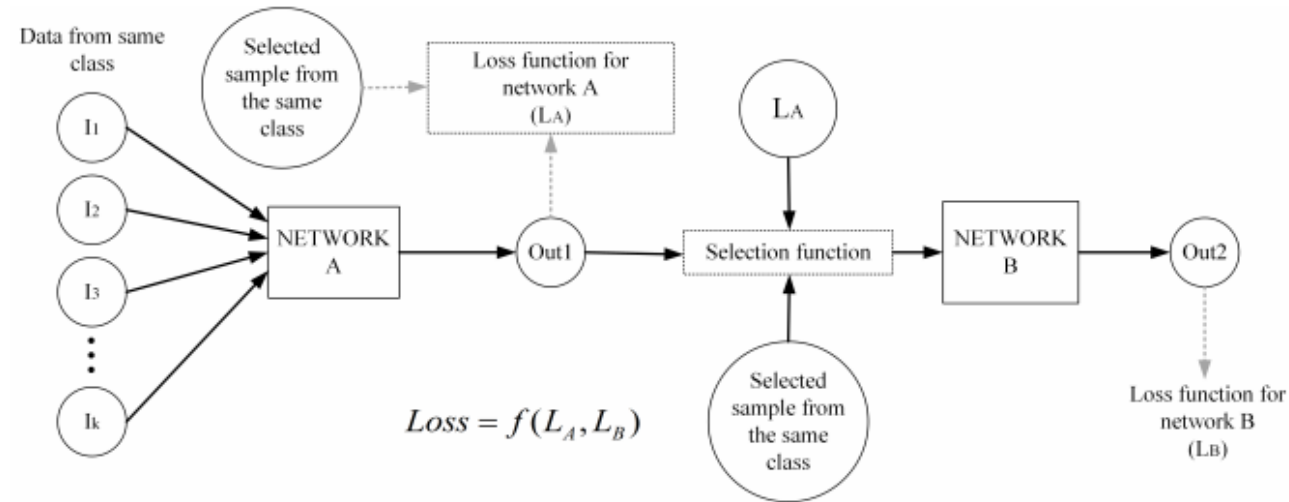 Data from same
class
I1
I2
I3
Ik
Selected
sample from
the same
class
Loss function for
network A
(LA)
NETWORK
A
Out1
LA
Selection function
Selected
sample from
the same
class
NETWORK
B
Out2
Loss function for
network B
(LB)
Loss = f(LA, LB)